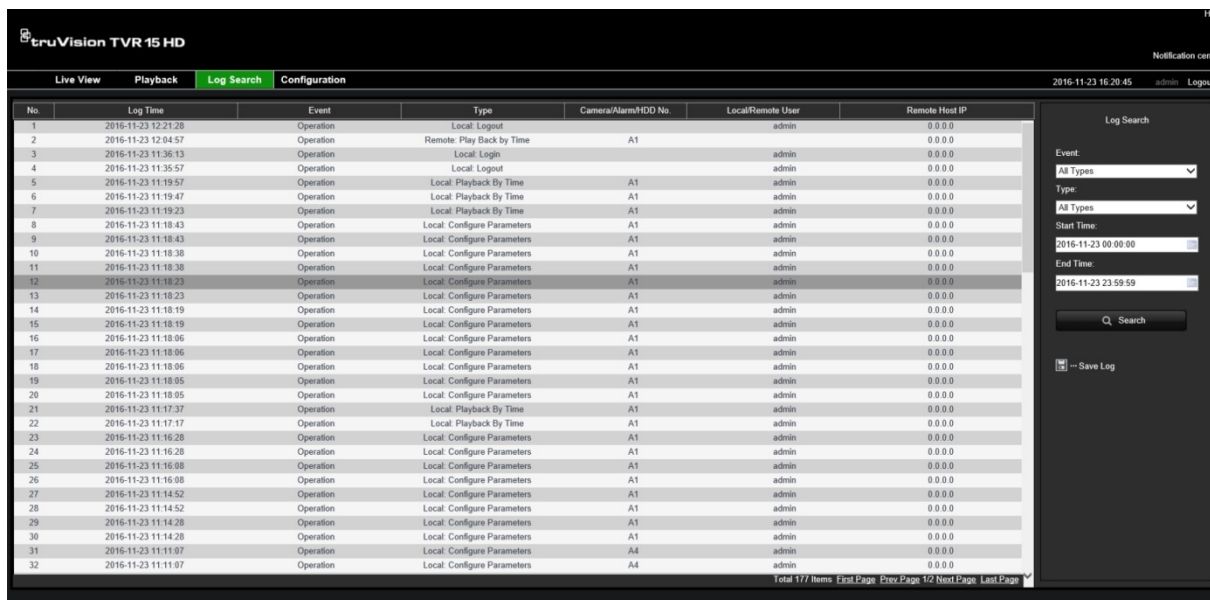 truVision TVR 15 HD
Notification cen
Live View Playback Log Search Configuration 2016-11-23 16:20:45 admin Logou
No. Log Time Event Type Camera/Alarm/HDD No. Local/Remote User Remote Host IP
1 2016-11-23 12:21:28 Operation Local: Logout admin 0.0.0.0
2 2016-11-23 12:04:57 Operation Remote: Play Back by Time A1 0.0.0.0
3 2016-11-23 11:36:13 Operation Local: Login admin 0.0.0.0
4 2016-11-23 11:35:57 Operation Local: Logout admin 0.0.0.0
5 2016-11-23 11:19:57 Operation Local: Playback By Time A1 admin 0.0.0.0
6 2016-11-23 11:19:47 Operation Local: Playback By Time A1 admin 0.0.0.0
7 2016-11-23 11:19:23 Operation Local: Playback By Time A1 admin 0.0.0.0
8 2016-11-23 11:18:43 Operation Local: Configure Parameters A1 admin 0.0.0.0
9 2016-11-23 11:18:43 Operation Local: Configure Parameters A1 admin 0.0.0.0
10 2016-11-23 11:18:38 Operation Local: Configure Parameters A1 admin 0.0.0.0
11 2016-11-23 11:18:38 Operation Local: Configure Parameters A1 admin 0.0.0.0
12 2016-11-23 11:18:23 Operation Local: Configure Parameters A1 admin 0.0.0.0
13 2016-11-23 11:18:23 Operation Local: Configure Parameters A1 admin 0.0.0.0
14 2016-11-23 11:18:19 Operation Local: Configure Parameters A1 admin 0.0.0.0
15 2016-11-23 11:18:19 Operation Local: Configure Parameters A1 admin 0.0.0.0
16 2016-11-23 11:18:06 Operation Local: Configure Parameters A1 admin 0.0.0.0
17 2016-11-23 11:18:06 Operation Local: Configure Parameters A1 admin 0.0.0.0
18 2016-11-23 11:18:06 Operation Local: Configure Parameters A1 admin 0.0.0.0
19 2016-11-23 11:18:05 Operation Local: Configure Parameters A1 admin 0.0.0.0
20 2016-11-23 11:18:05 Operation Local: Configure Parameters A1 admin 0.0.0.0
21 2016-11-23 11:17:37 Operation Local: Playback By Time A1 admin 0.0.0.0
22 2016-11-23 11:17:17 Operation Local: Playback By Time A1 admin 0.0.0.0
23 2016-11-23 11:16:28 Operation Local: Configure Parameters A1 admin 0.0.0.0
24 2016-11-23 11:16:28 Operation Local: Configure Parameters A1 admin 0.0.0.0
25 2016-11-23 11:16:08 Operation Local: Configure Parameters A1 admin 0.0.0.0
26 2016-11-23 11:16:08 Operation Local: Configure Parameters A1 admin 0.0.0.0
27 2016-11-23 11:14:52 Operation Local: Configure Parameters A1 admin 0.0.0.0
28 2016-11-23 11:14:52 Operation Local: Configure Parameters A1 admin 0.0.0.0
29 2016-11-23 11:14:28 Operation Local: Configure Parameters A1 admin 0.0.0.0
30 2016-11-23 11:14:28 Operation Local: Configure Parameters A1 admin 0.0.0.0
31 2016-11-23 11:11:07 Operation Local: Configure Parameters A4 admin 0.0.0.0
32 2016-11-23 11:11:07 Operation Local: Configure Parameters A4 admin 0.0.0.0
Total 177 Items First Page Prev Page 1/2 Next Page Last Page
Log Search
Event:
All Types
Type:
All Types
Start Time:
2016-11-23 00:00:00
End Time:
2016-11-23 23:59:59
Search
... Save Log